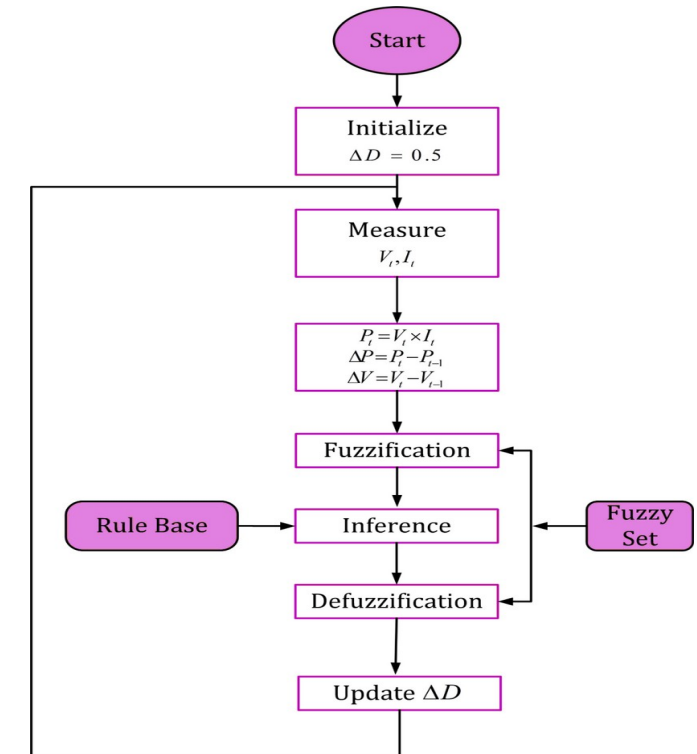 Start
Initialize
ΔD = 0.5
Measure
Vₜ, Iₜ
Pₜ=Vₜ×Iₜ
ΔP=Pₜ−Pₜ₋₁
ΔV=Vₜ−Vₜ₋₁
Fuzzification
Rule Base
Inference
Fuzzy
Set
Defuzzification
Update ΔD